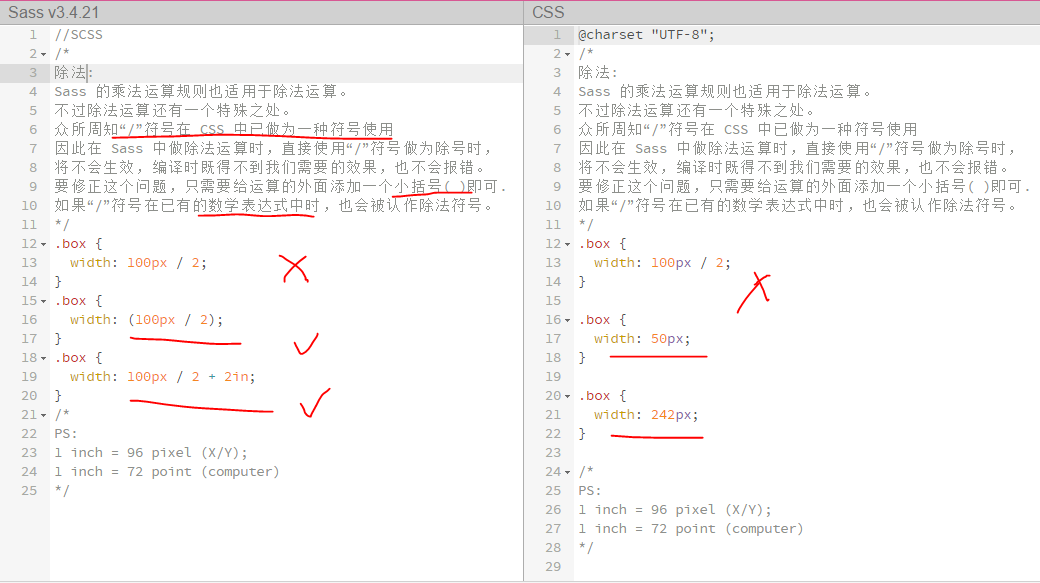 Sass v3.4.21
1 //SCSS
2 /*
3 除法:
4 Sass 的乘法运算规则也适用于除法运算。
5 不过除法运算还有一个特殊之处。
6 众所周知“/”符号在 CSS 中已做为一种符号使用
7 因此在 Sass 中做除法运算时,直接使用“/”符号做为除号时,
8 将不会生效,编译时既得不到我们需要的效果,也不会报错。
9 要修正这个问题,只需要给运算的外面添加一个小括号( )即可.
10 如果“/”符号在已有的数学表达式中时,也会被认作除法符号。
11 */
12 .box {
13 width: 100px / 2;
14 }
15 .box {
16 width: (100px / 2);
17 }
18 .box {
19 width: 100px / 2 + 2in;
20 }
21 /*
22 PS:
23 1 inch = 96 pixel (X/Y);
24 1 inch = 72 point (computer)
25 */
CSS
1 @charset "UTF-8";
2 /*
3 除法:
4 Sass 的乘法运算规则也适用于除法运算。
5 不过除法运算还有一个特殊之处。
6 众所周知“/”符号在 CSS 中已做为一种符号使用
7 因此在 Sass 中做除法运算时,直接使用“/”符号做为除号时,
8 将不会生效,编译时既得不到我们需要的效果,也不会报错。
9 要修正这个问题,只需要给运算的外面添加一个小括号( )即可.
10 如果“/”符号在已有的数学表达式中时,也会被认作除法符号。
11 */
12 .box {
13 width: 100px / 2;
14 }
15
16 .box {
17 width: 50px;
18 }
19
20 .box {
21 width: 242px;
22 }
23
24 /*
25 PS:
26 1 inch = 96 pixel (X/Y);
27 1 inch = 72 point (computer)
28 */
29